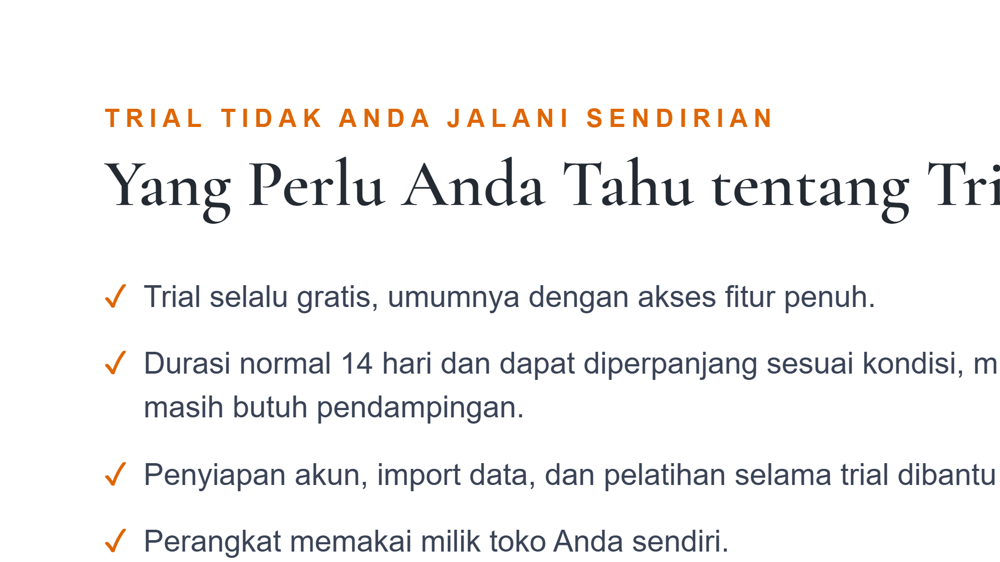 TRIAL TIDAK ANDA JALANI SENDIRIAN
Yang Perlu Anda Tahu tentang
✓ Trial selalu gratis, umumnya dengan akses fitur penuh.
✓ Durasi normal 14 hari dan dapat diperpanjang sesuai kondisi,
masih butuh pendampingan.
✓ Penyiapan akun, import data, dan pelatihan selama trial dibantu
✓ Perangkat memakai milik toko Anda sendiri.